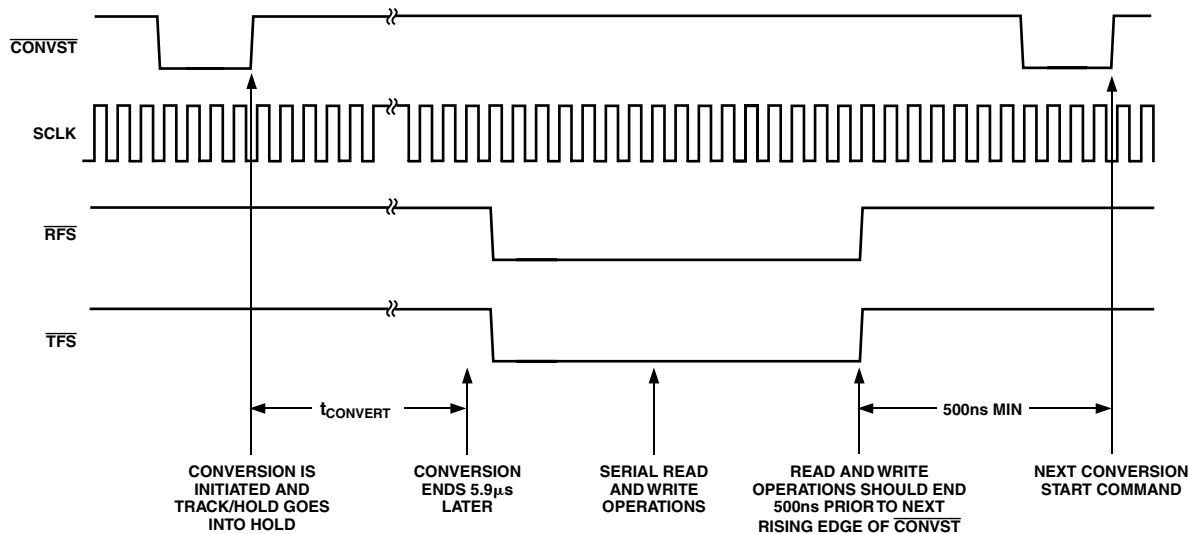 CONVST
SCLK
RFS
TFS
tCONVERT
500ns MIN
CONVERSION IS
INITIATED AND
TRACK/HOLD GOES
INTO HOLD
CONVERSION
ENDS 5.9μs
LATER
SERIAL READ
AND WRITE
OPERATIONS
READ AND WRITE
OPERATIONS SHOULD END
500ns PRIOR TO NEXT
RISING EDGE OF CONVST
NEXT CONVERSION
START COMMAND